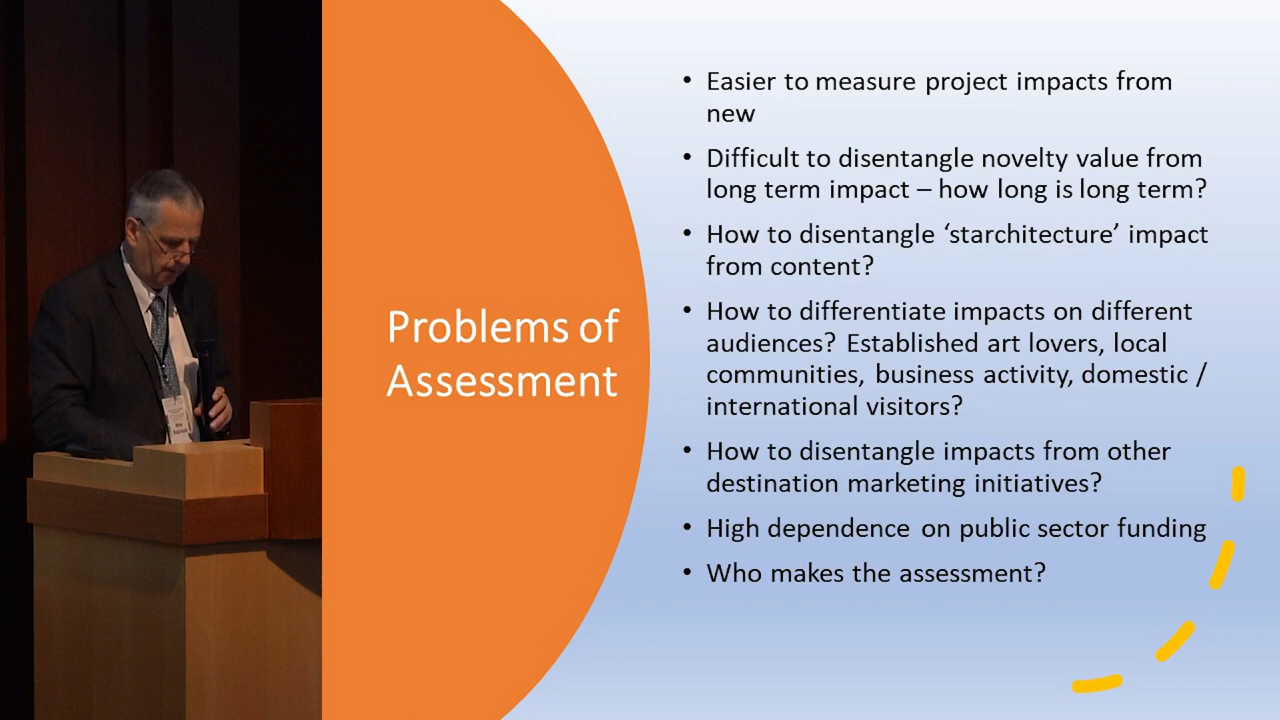 Problems of
Assessment
• Easier to measure project impacts from
new
• Difficult to disentangle novelty value from
long term impact – how long is long term?
• How to disentangle ‘starchitecture’ impact
from content?
• How to differentiate impacts on different
audiences? Established art lovers, local
communities, business activity, domestic /
international visitors?
• How to disentangle impacts from other
destination marketing initiatives?
• High dependence on public sector funding
• Who makes the assessment?